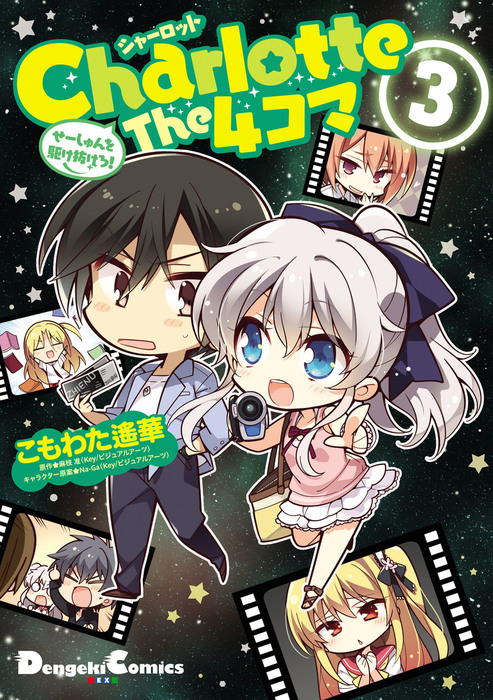 シャーロット
Charlotte
The 4コマ
3
せーしゅんを
駆け抜けろ!
こもわた遙華
原作★麻枝 准(Key/ビジュアルアーツ)
キャラクター原案★Na-Ga(Key/ビジュアルアーツ)
Dengeki Comics
NEXT